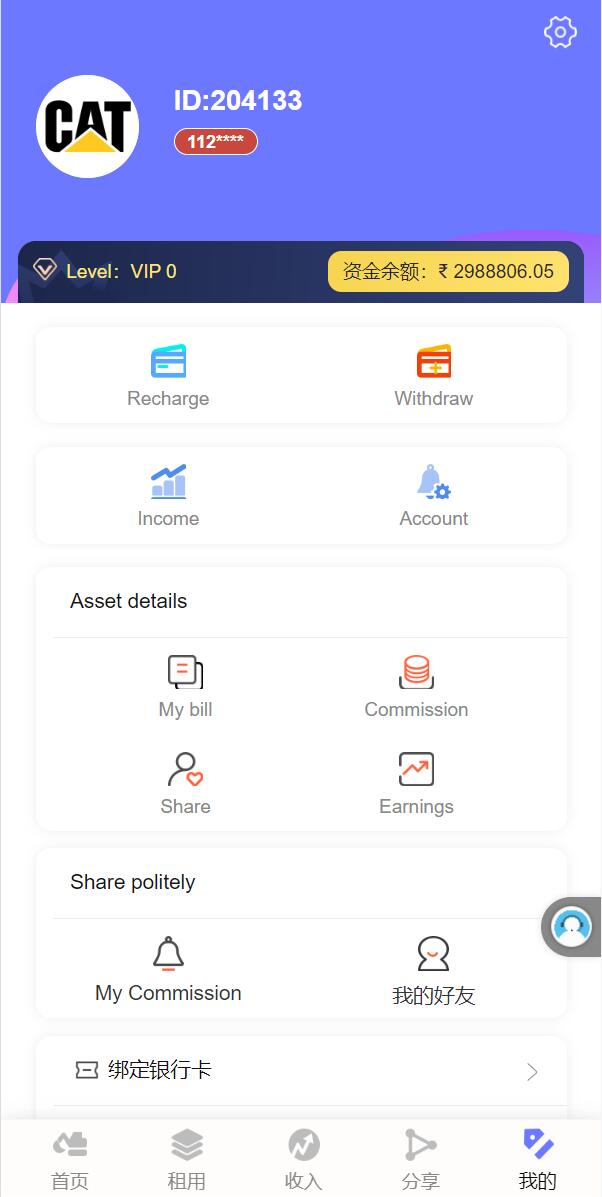 CAT
ID:204133
112****
Level：VIP 0
资金余额：₹ 2988806.05
Recharge
Withdraw
Income
Account
Asset details
My bill
Commission
Share
Earnings
Share politely
My Commission
我的好友
绑定银行卡
首页
租用
收入
分享
我的